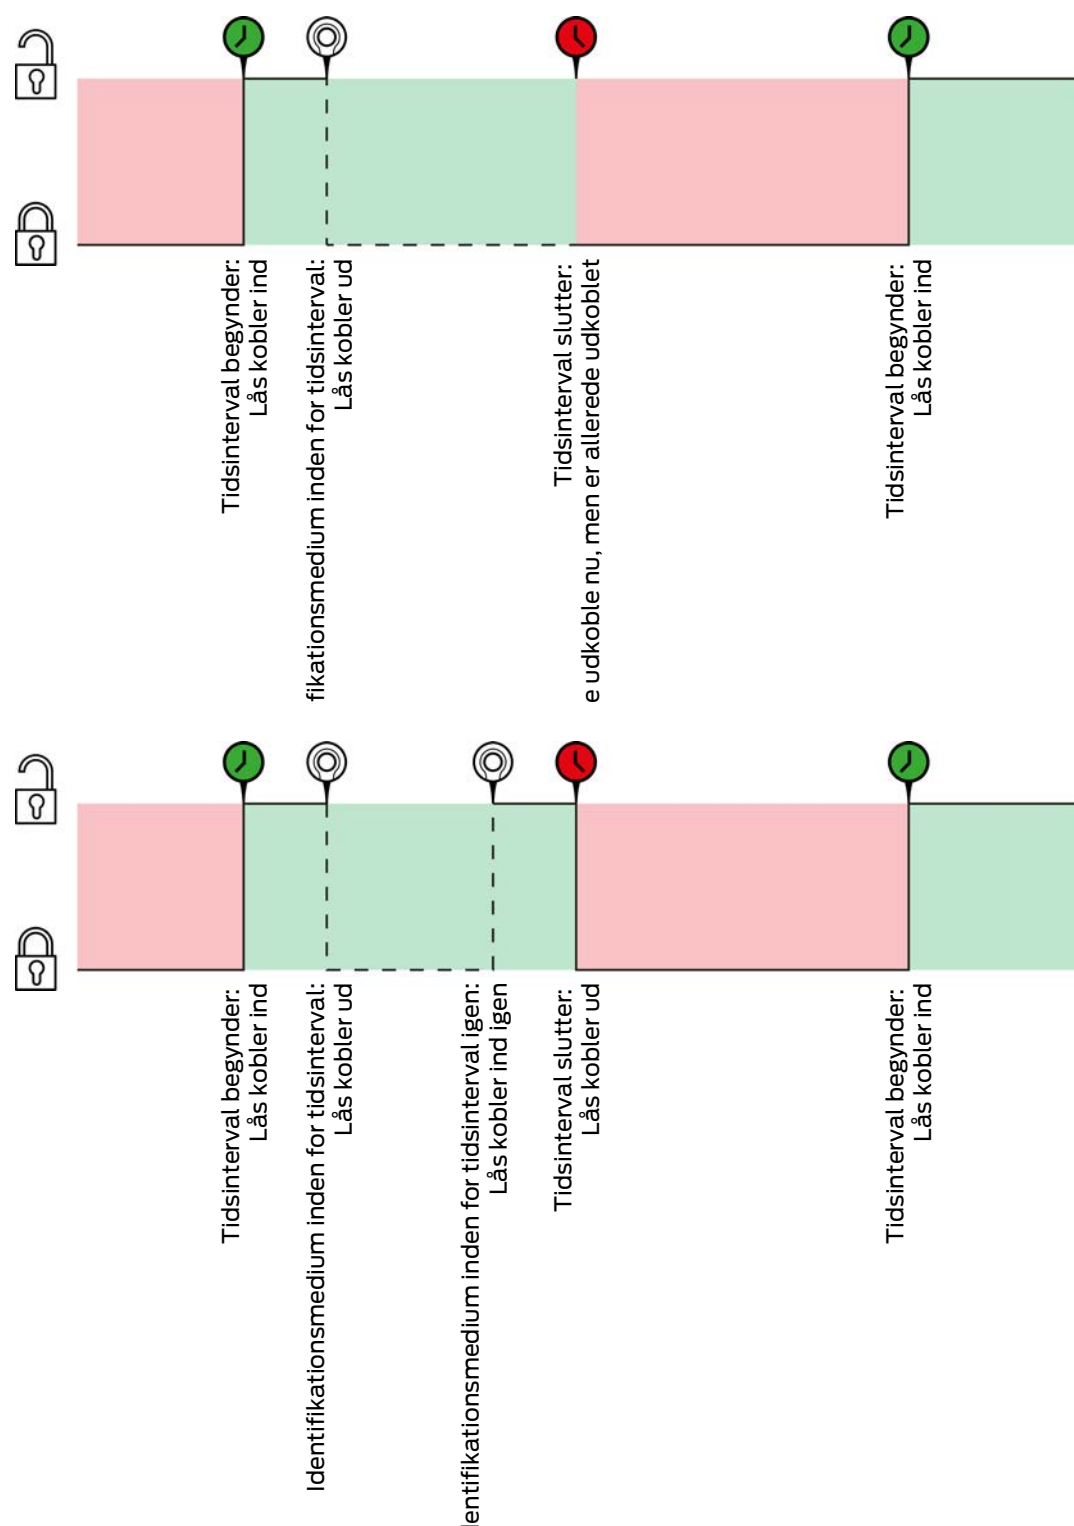 Tidsinterval begynder:
Lås kobler ind
fikationsmedium inden for tidsinterval:
Lås kobler ud
Tidsinterval slutter:
e udkoble nu, men er allerede udkoblet
Tidsinterval begynder:
Lås kobler ind
Tidsinterval begynder:
Lås kobler ind
Identifikationsmedium inden for tidsinterval:
Lås kobler ud
entifikationsmedium inden for tidsinterval igen:
Lås kobler ind igen
Tidsinterval slutter:
Lås kobler ud
Tidsinterval begynder:
Lås kobler ind